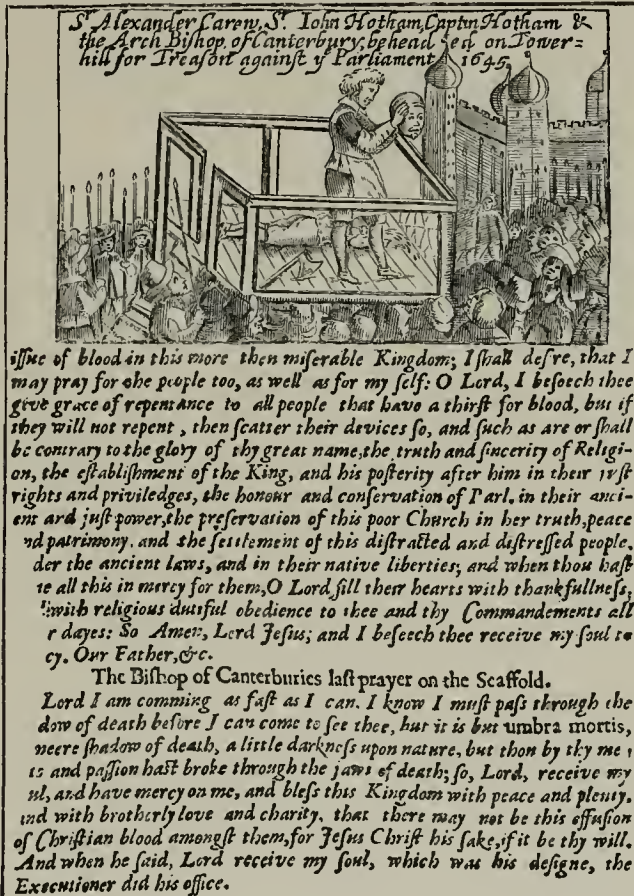 Sr. Alexander Carew, Sr. Iohn Hotham, Captin Hotham &
the Arch Bishop of Canterbury, behead ed on Tower=
hill for Treason against ye Parliament 1645,
iſſue of blood in this more then miſerable Kingdom; I ſhall deſre, that I
may pray for the people too, as well as for my ſelf: O Lord, I beſeech thee
give grace of repentance to all people that have a thirſt for blood, but if
they will not repent, then ſcatter their devices ſo, and ſuch as are or ſhall
be contrary to the glory of thy great name, the truth and ſincerity of Religi-
on, the eſtabliſhment of the King, and his poſterity after him in their juſt
rights and priviledges, the honour and conſervation of Parl. in their anci-
ent ard juſt power, the preſervation of this poor Church in her truth, peace
nd patrimony, and the ſettlement of this diſtracted and diſtreſſed people,
der the ancient laws, and in their native liberties; and when thou haſt
ne all this in mercy for them, O Lord, fill their hearts with thankfullneſs,
with religious dutiful obedience to thee and thy Commandements all
r dayes: So Amen, Lord Jeſus; and I beſeech thee receive my ſoul to
cy. Our Father, &c.
The Biſhop of Canterburies laſt prayer on the Scaffold.
Lord I am comming as faſt as I can. I know I muſt paſs through the
dow of death before I can come to ſee thee, but it is but umbra mortis,
meere ſhadow of death, a little darkneſs upon nature, but thou by thy me
ts and paſſion haſt broke through the jaws of death; ſo, Lord, receive my
ul, and have mercy on me, and bleſs this Kingdom with peace and plenty,
ind with brotherly love and charity, that there may not be this effuſion
of Chriſtian blood amongſt them, for Jeſus Chriſt his ſake, if it be thy will.
And when he ſaid, Lord receive my ſoul, which was his deſigne, the
Executioner did his office.